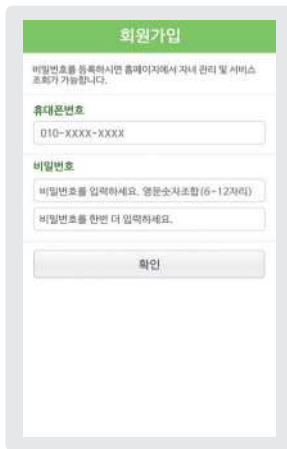 회원가입
비밀번호를 등록하시면 홈페이지에서 자녀 관리 및 서비스
조회가 가능합니다.
휴대폰번호
010-XXXX-XXXX
비밀번호
비밀번호를 입력하세요. 영문숫자조합(6-12자리)
비밀번호를 한번 더 입력하세요.
확인